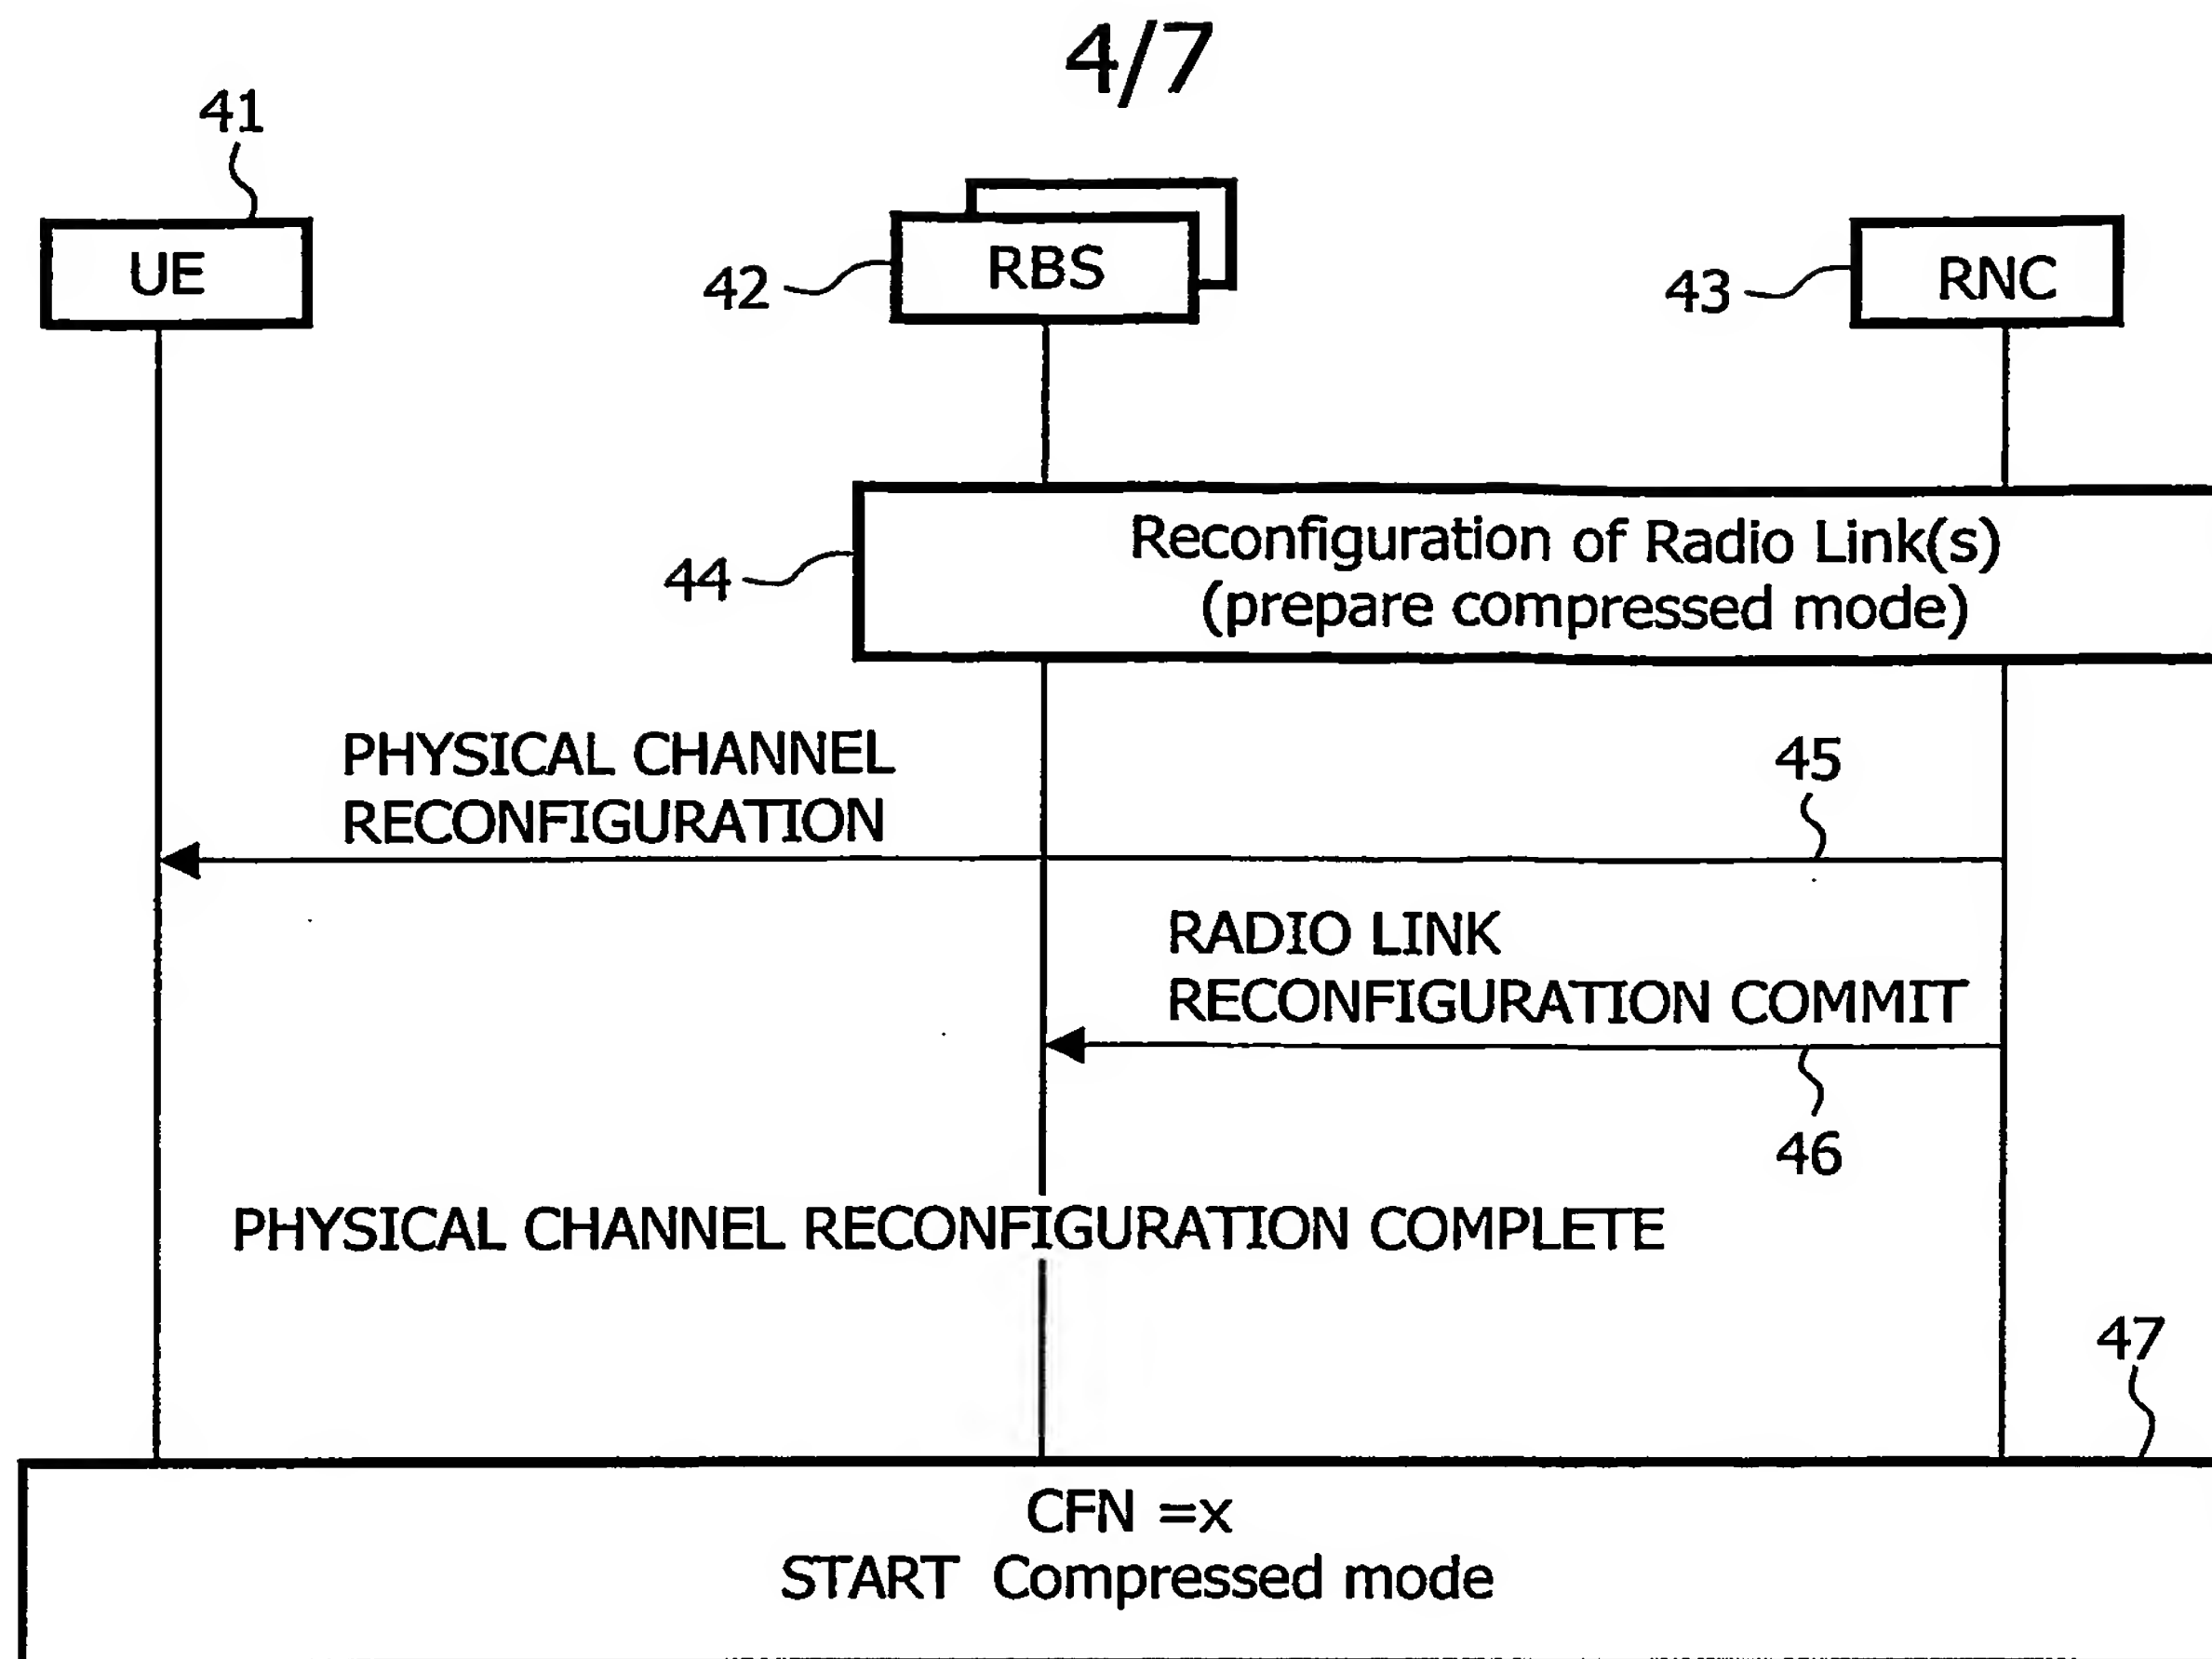 4/7
41
UE
42
RBS
43
RNC
44
Reconfiguration of Radio Link(s)
(prepare compressed mode)
PHYSICAL CHANNEL
RECONFIGURATION
45
RADIO LINK
RECONFIGURATION COMMIT
46
PHYSICAL CHANNEL RECONFIGURATION COMPLETE
47
CFN =x
START Compressed mode